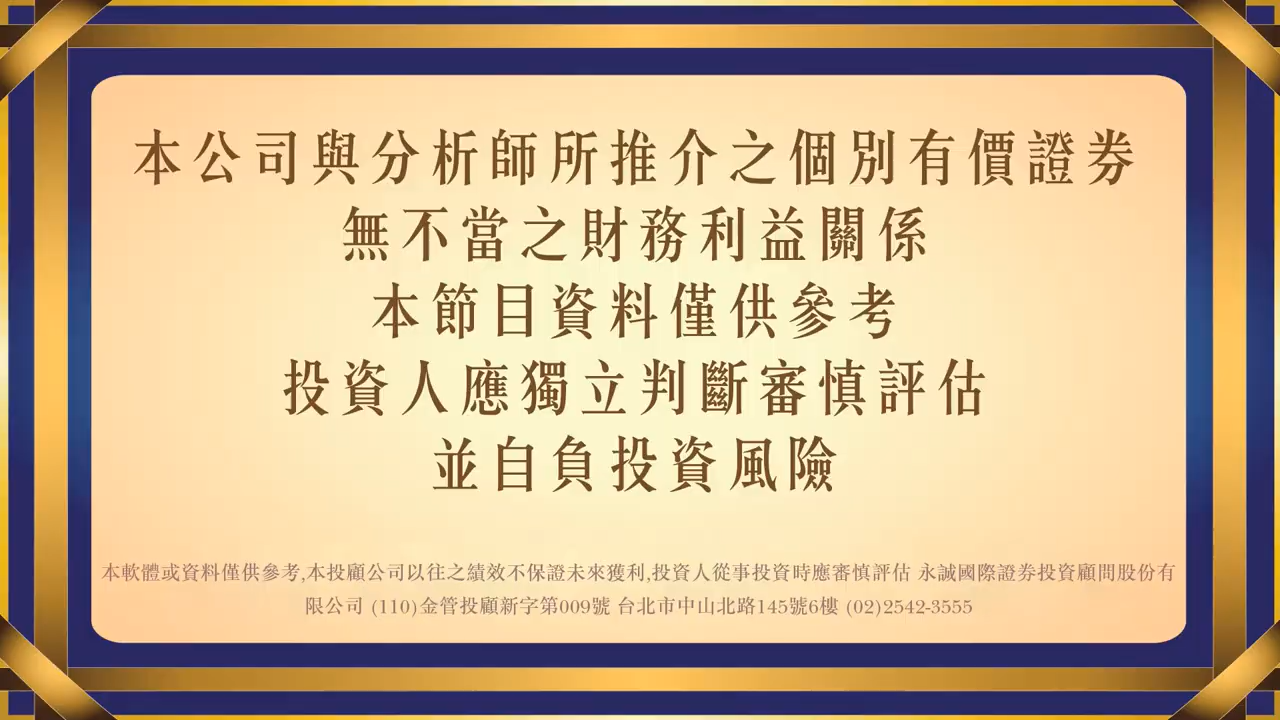 本公司與分析師所推介之個別有價證券
無不當之財務利益關係
本節目資料僅供參考
投資人應獨立判斷審慎評估
並自負投資風險
本軟體或資料僅供參考,本投顧公司以往之績效不保證未來獲利,投資人從事投資時應審慎評估 永誠國際證券投資顧問股份有
限公司 (110)金管投顧新字第009號 台北市中山北路145號6樓 (02)2542-3555